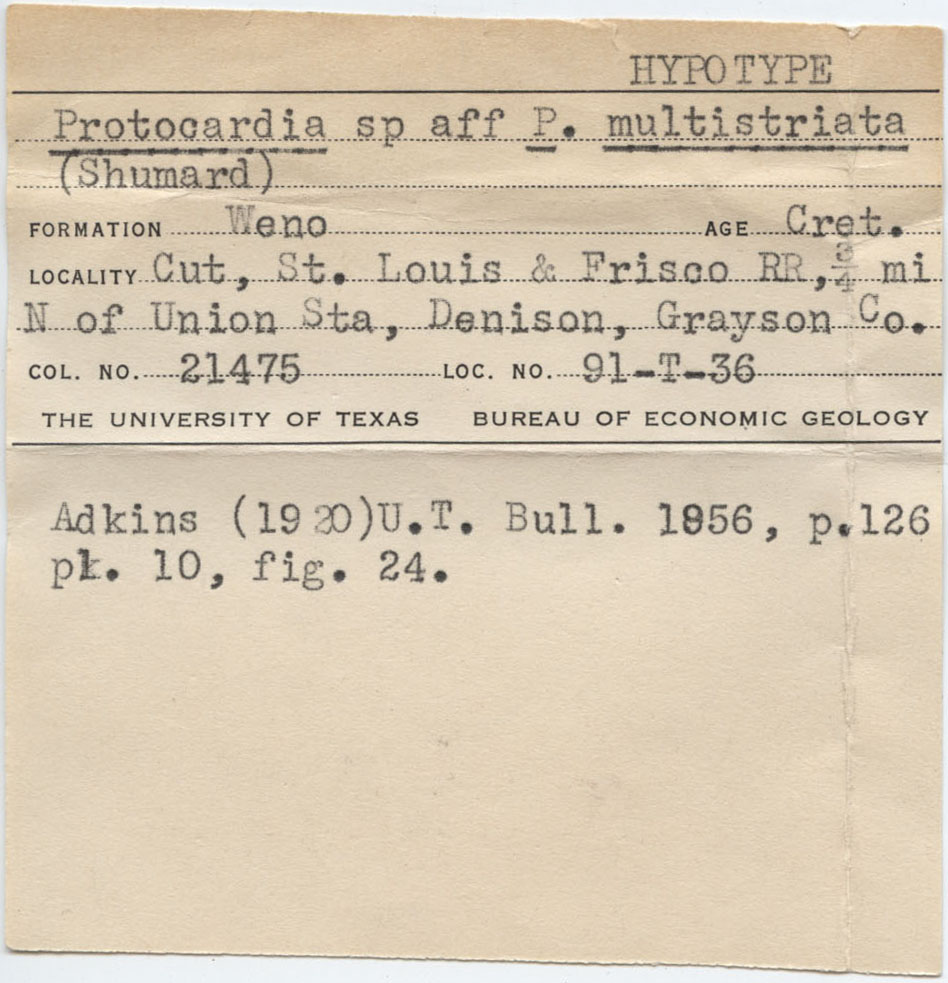 HYPOTYPE
Protocardia sp aff P. multistriata
(Shumard)
FORMATION Weno AGE Cret.
LOCALITY Cut, St. Louis & Frisco RR, 3/4 mi
N of Union Sta, Denison, Grayson Co.
COL. NO. 21475 LOC. NO. 91-T-36
THE UNIVERSITY OF TEXAS BUREAU OF ECONOMIC GEOLOGY
Adkins (1920)U.T. Bull. 1856, p.126
pl. 10, fig. 24.